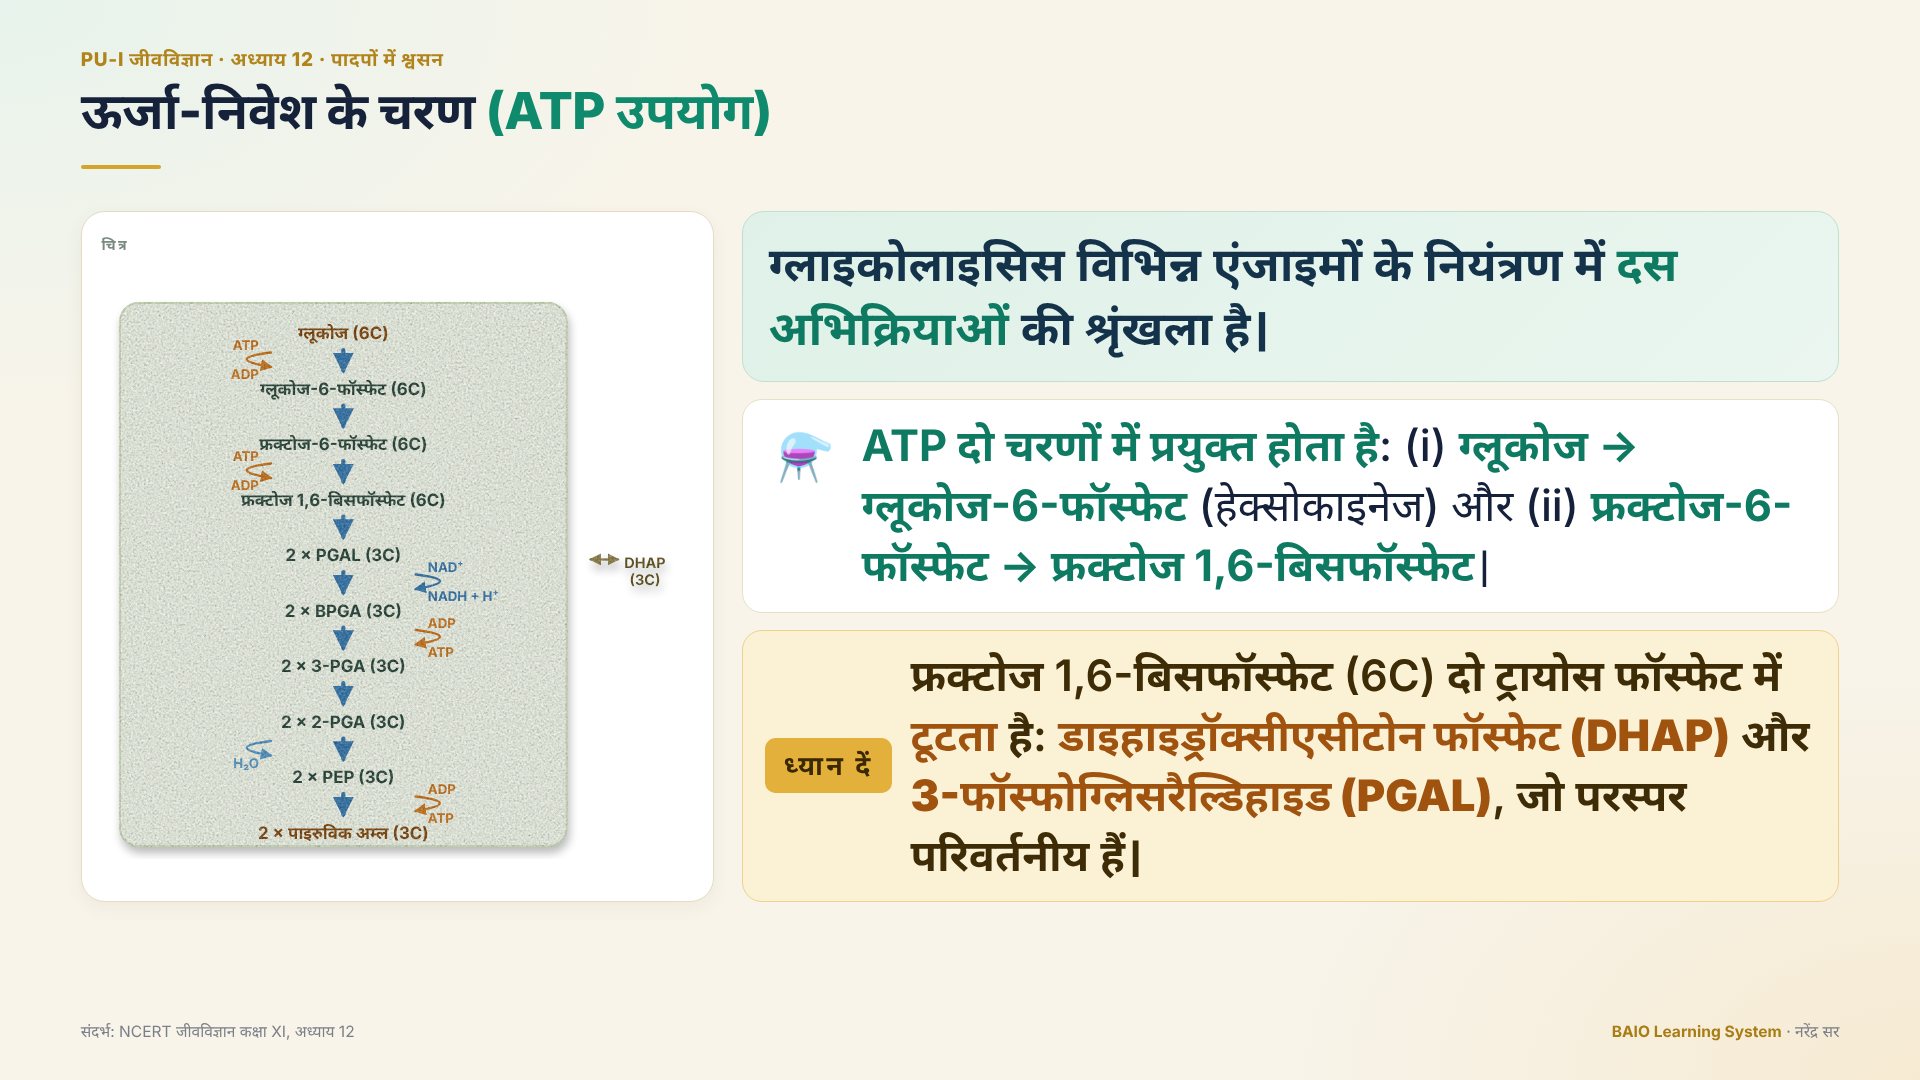 PU-I जीवविज्ञान · अध्याय 12 · पादपों में श्वसन
ऊर्जा-निवेश के चरण (ATP उपयोग)
चित्र
ग्लूकोज (6C)
ATP
ADP
ग्लूकोज-6-फॉस्फेट (6C)
फ्रक्टोज-6-फॉस्फेट (6C)
ATP
ADP
फ्रक्टोज 1,6-बिसफॉस्फेट (6C)
2 × PGAL (3C)
DHAP
(3C)
NAD⁺
NADH + H⁺
2 × BPGA (3C)
ADP
ATP
2 × 3-PGA (3C)
2 × 2-PGA (3C)
H₂O
2 × PEP (3C)
ADP
ATP
2 × पाइरुविक अम्ल (3C)
ग्लाइकोलाइसिस विभिन्न एंजाइमों के नियंत्रण में दस
अभिक्रियाओं की श्रृंखला है|
ATP दो चरणों में प्रयुक्त होता है: (i) ग्लूकोज →
ग्लूकोज-6-फॉस्फेट (हेक्सोकाइनेज) और (ii) फ्रक्टोज-6-
फॉस्फेट → फ्रक्टोज 1,6-बिसफॉस्फेट|
ध्यान दें
फ्रक्टोज 1,6-बिसफॉस्फेट (6C) दो ट्रायोस फॉस्फेट में
टूटता है: डाइहाइड्रॉक्सीएसीटोन फॉस्फेट (DHAP) और
3-फॉस्फोग्लिसरैल्डिहाइड (PGAL), जो परस्पर
परिवर्तनीय हैं|
संदर्भ: NCERT जीवविज्ञान कक्षा XI, अध्याय 12
BAIO Learning System · नरेंद्र सर